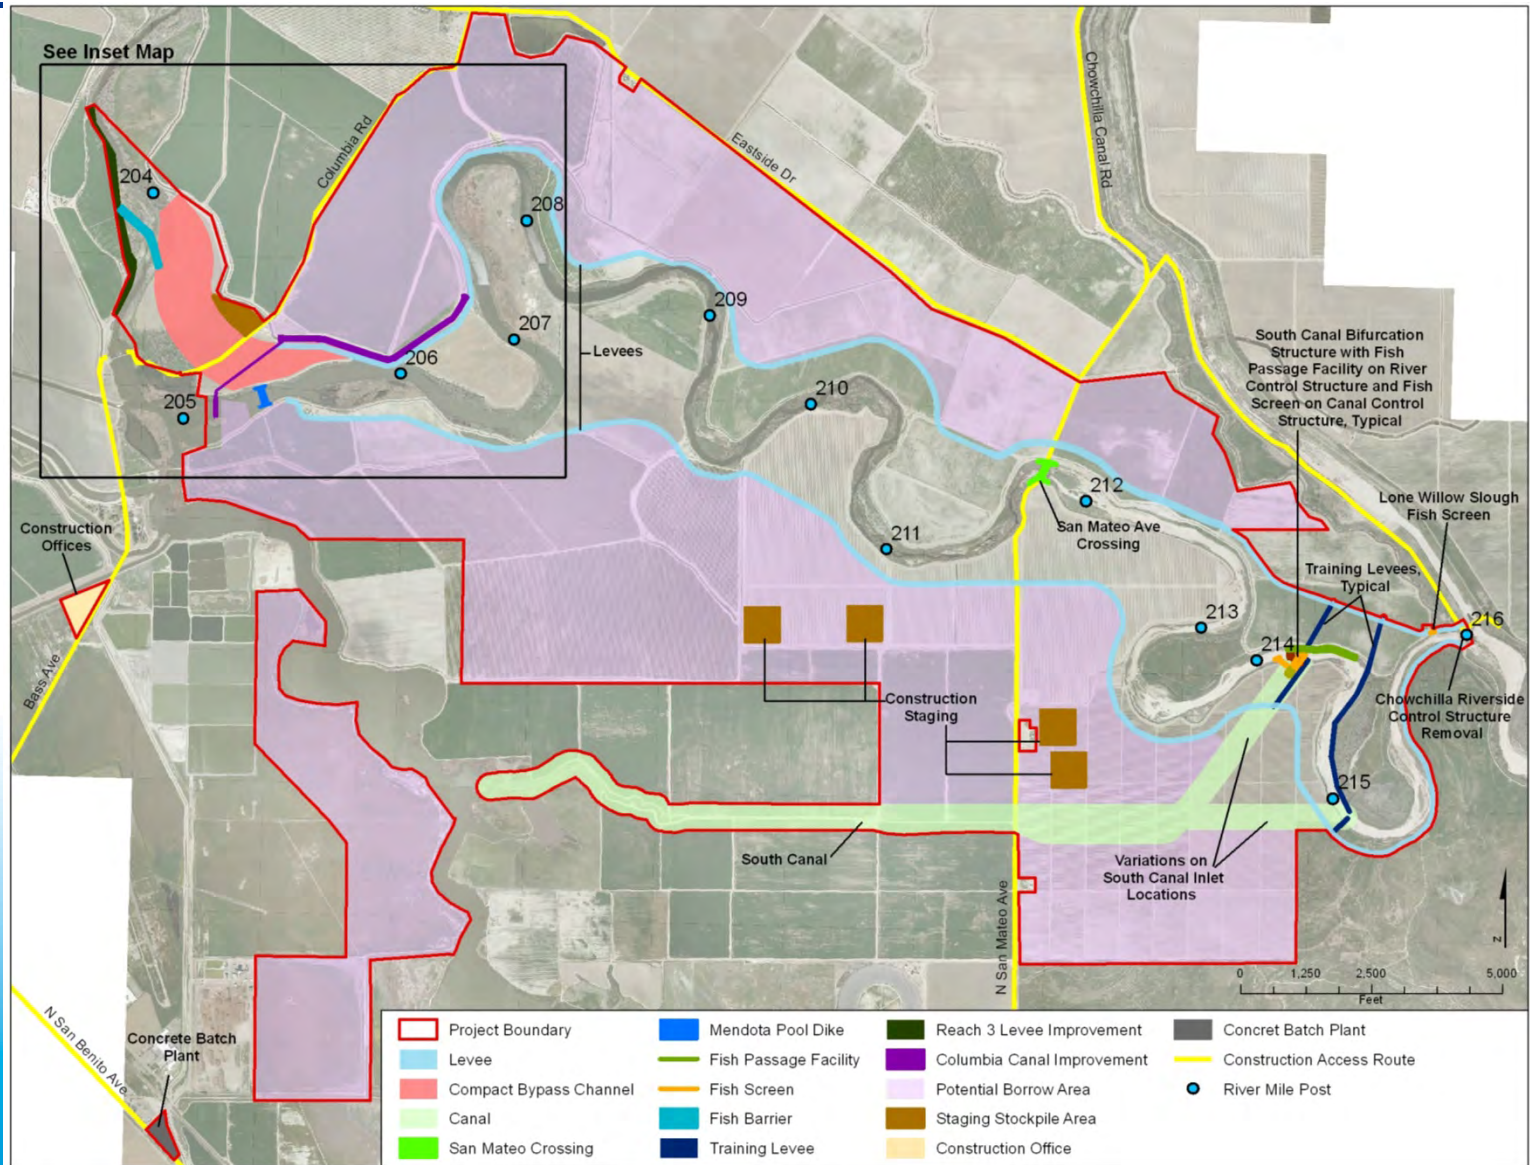 See Inset Map
Columbia Rd
Eastside Dr
Chowchilla Canal Rd
204
208
209
207
206
205
Levees
210
South Canal Bifurcation
Structure with Fish
Passage Facility on River
Control Structure and Fish
Screen on Canal Control
Structure, Typical
212
San Mateo Ave
Crossing
211
Lone Willow Slough
Fish Screen
Construction
Offices
Training Levees,
Typical
213
214
216
Bass Ave
Construction
Staging
Chowchilla Riverside
Control Structure
Removal
215
South Canal
Variations on
South Canal Inlet
Locations
N San Mateo Ave
N
0 1,250 2,500 5,000
Feet
N San Benito Ave
Concrete Batch
Plant
Project Boundary
Levee
Compact Bypass Channel
Canal
San Mateo Crossing
Mendota Pool Dike
Fish Passage Facility
Fish Screen
Fish Barrier
Training Levee
Reach 3 Levee Improvement
Columbia Canal Improvement
Potential Borrow Area
Staging Stockpile Area
Construction Office
Concret Batch Plant
Construction Access Route
River Mile Post